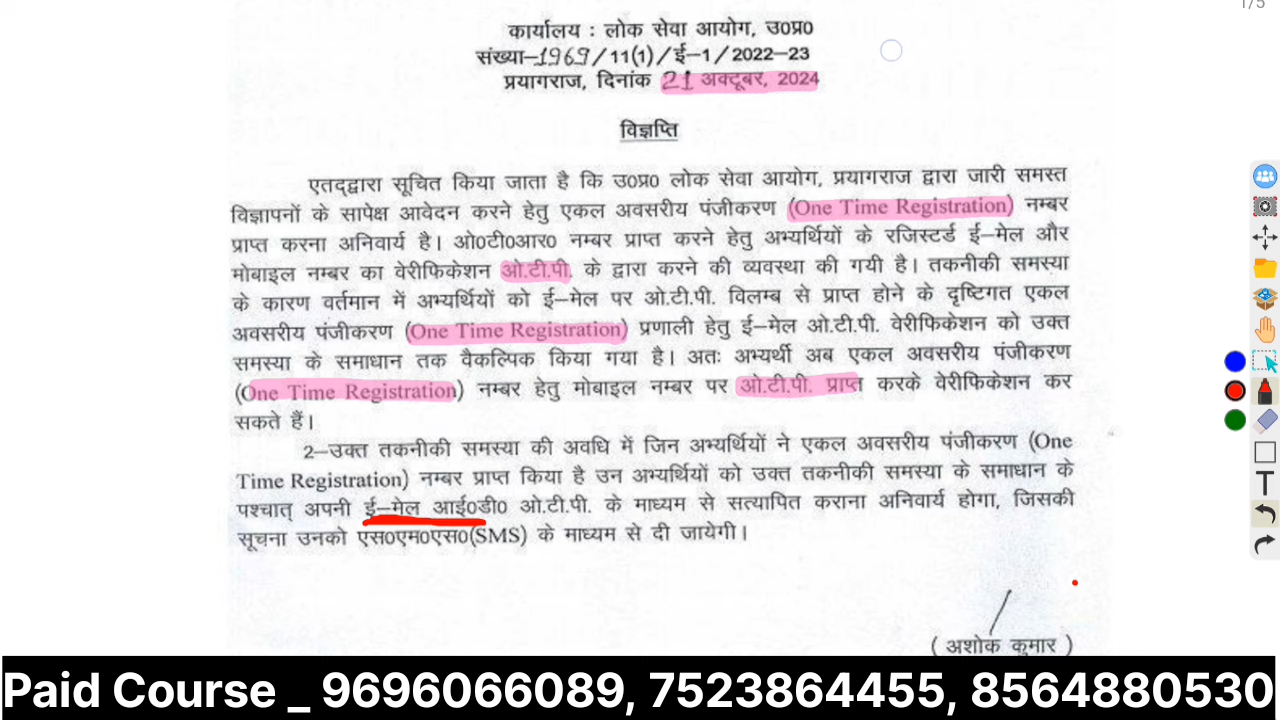 1/5
कार्यालय : लोक सेवा आयोग, उ0प्र0
संख्या–1969/11(1)/ई–1/2022–23
प्रयागराज, दिनांक 21 अक्टूबर, 2024
विज्ञप्ति
एतद्द्वारा सूचित किया जाता है कि उ0प्र0 लोक सेवा आयोग, प्रयागराज द्वारा जारी समस्त
विज्ञापनों के सापेक्ष आवेदन करने हेतु एकल अवसरीय पंजीकरण (One Time Registration) नम्बर
प्राप्त करना अनिवार्य है। ओ0टी0आर0 नम्बर प्राप्त करने हेतु अभ्यर्थियों के रजिस्टर्ड ई–मेल और
मोबाइल नम्बर का वेरीफिकेशन ओ.टी.पी. के द्वारा करने की व्यवस्था की गयी है। तकनीकी समस्या
के कारण वर्तमान में अभ्यर्थियों को ई–मेल पर ओ.टी.पी. विलम्ब से प्राप्त होने के दृष्टिगत एकल
अवसरीय पंजीकरण (One Time Registration) प्रणाली हेतु ई–मेल ओ.टी.पी. वेरीफिकेशन को उक्त
समस्या के समाधान तक वैकल्पिक किया गया है। अतः अभ्यर्थी अब एकल अवसरीय पंजीकरण
(One Time Registration) नम्बर हेतु मोबाइल नम्बर पर ओ.टी.पी. प्राप्त करके वेरीफिकेशन कर
सकते हैं।
2–उक्त तकनीकी समस्या की अवधि में जिन अभ्यर्थियों ने एकल अवसरीय पंजीकरण (One
Time Registration) नम्बर प्राप्त किया है उन अभ्यर्थियों को उक्त तकनीकी समस्या के समाधान के
पश्चात् अपनी ई–मेल आई0डी0 ओ.टी.पी. के माध्यम से सत्यापित कराना अनिवार्य होगा, जिसकी
सूचना उनको एस0एम0एस0(SMS) के माध्यम से दी जायेगी।
( अशोक कुमार )
Paid Course _ 9696066089, 7523864455, 8564880530